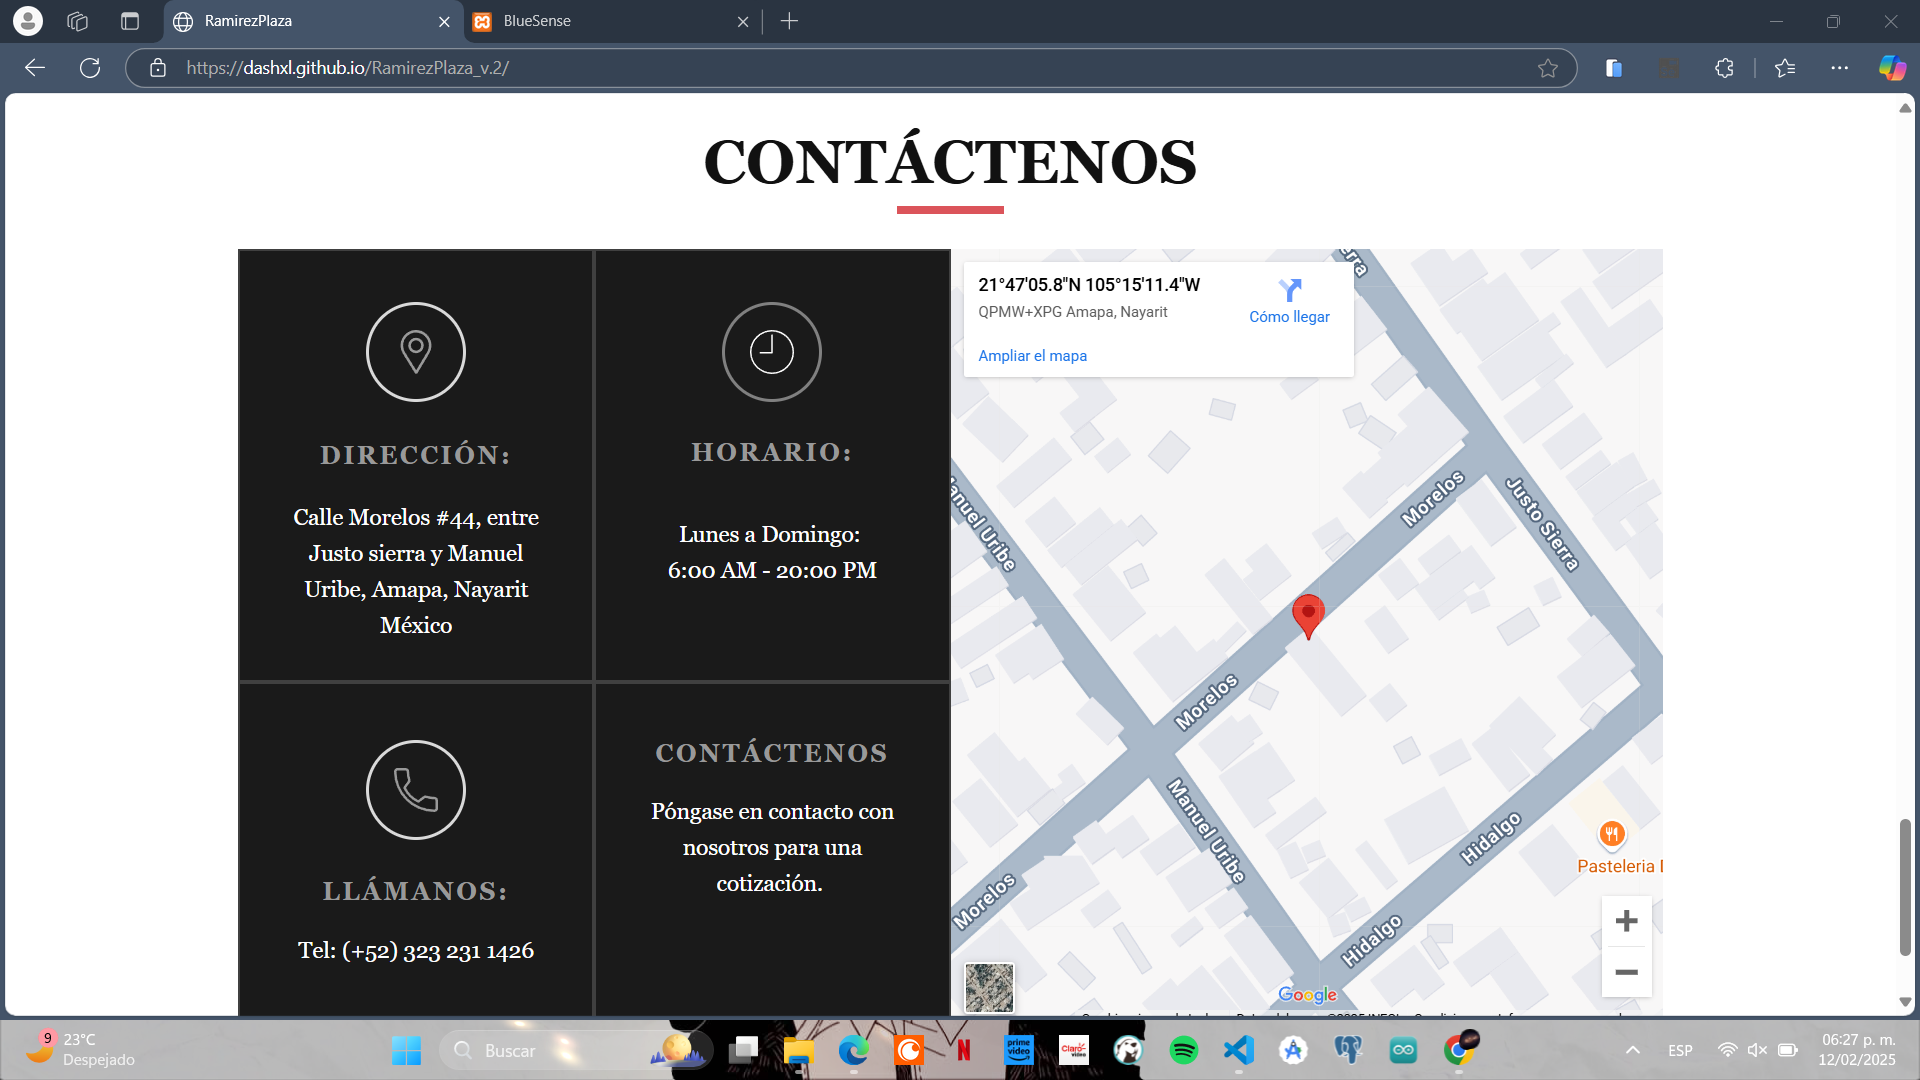 RamirezPlaza
BlueSense
https://dashxl.github.io/RamirezPlaza_v.2/
CONTÁCTENOS
DIRECCIÓN:
Calle Morelos #44, entre
Justo sierra y Manuel
Uribe, Amapa, Nayarit
México
HORARIO:
Lunes a Domingo:
6:00 AM - 20:00 PM
LLÁMANOS:
Tel: (+52) 323 231 1426
CONTÁCTENOS
Póngase en contacto con
nosotros para una
cotización.
21°47'05.8"N 105°15'11.4"W
QPMW+XPG Amapa, Nayarit
Cómo llegar
Ampliar el mapa
Morelos
Justo Sierra
Morelos
Manuel Uribe
Hidalgo
Pasteleria
Morelos
Hidalgo
Google
9
23°C
Despejado
Buscar
prime
video
Claro
video
N
ESP
06:27 p. m.
12/02/2025